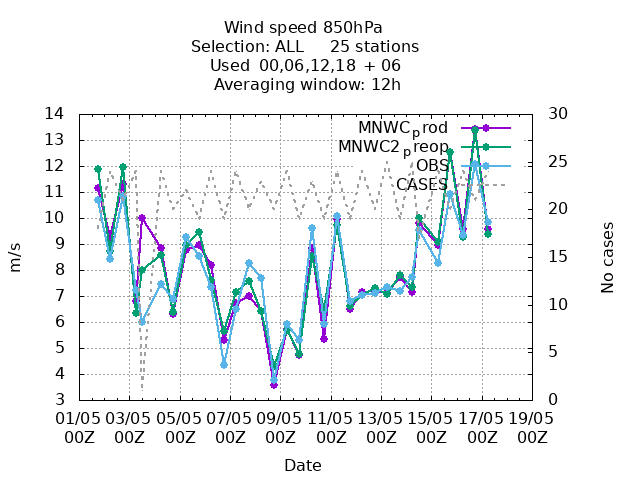 Wind speed 850hPa
Selection: ALL     25 stations
Used 00,06,12,18 + 06
Averaging window: 12h
14
13
12
11
10
9
8
7
6
5
4
3
m/s
30
25
20
15
10
5
0
No cases
MNWCprod
MNWC2preop
OBS
CASES
01/05 03/05 05/05 07/05 09/05 11/05 13/05 15/05 17/05 19/05
00Z 00Z 00Z 00Z 00Z 00Z 00Z 00Z 00Z 00Z
Date